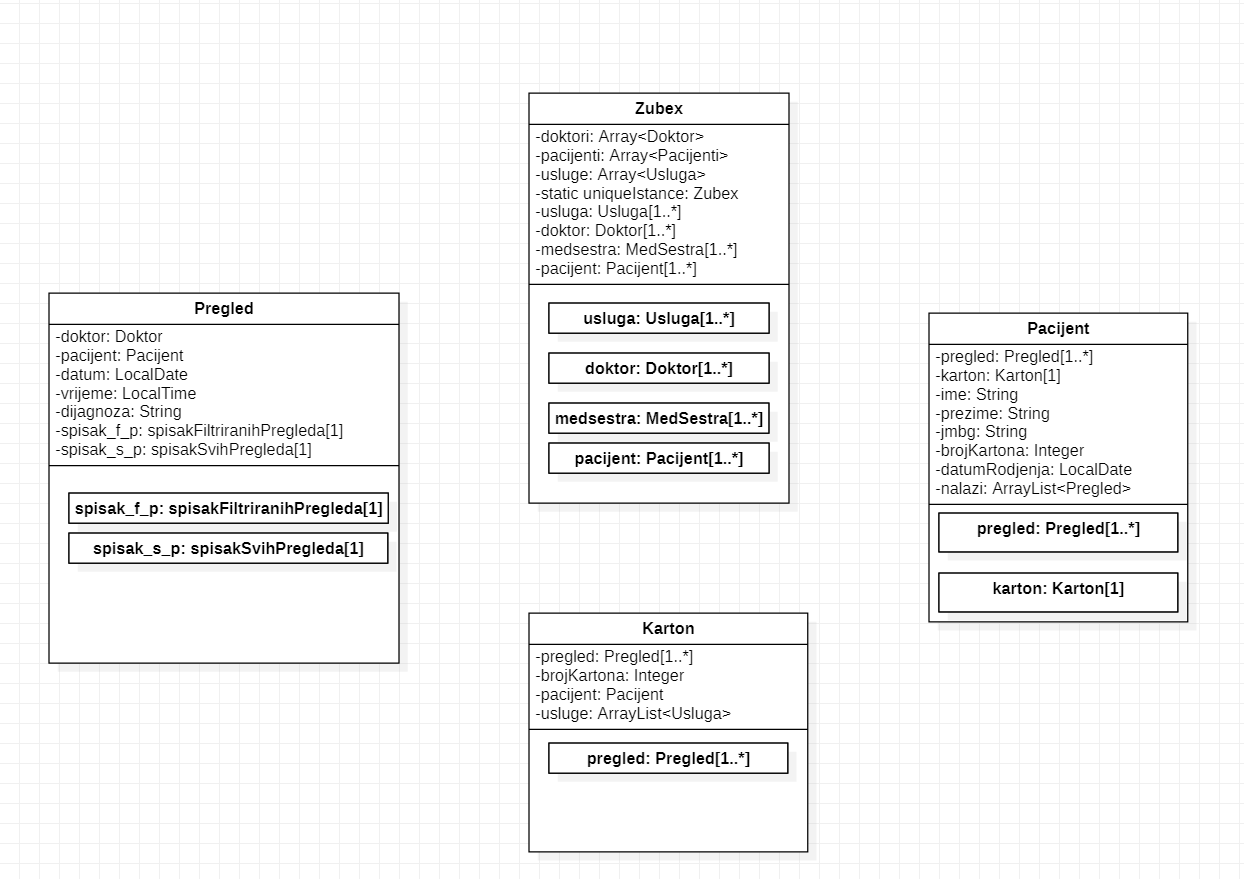 Zubex
-doktori: Array<Doktor>
-pacijenti: Array<Pacijenti>
-usluge: Array<Usluga>
-static uniqueIstance: Zubex
-usluga: Usluga[1..*]
-doktor: Doktor[1..*]
-medsestra: MedSestra[1..*]
-pacijent: Pacijent[1..*]
usluga: Usluga[1..*]
doktor: Doktor[1..*]
medsestra: MedSestra[1..*]
pacijent: Pacijent[1..*]
Pregled
-doktor: Doktor
-pacijent: Pacijent
-datum: LocalDate
-vrijeme: LocalTime
-dijagnoza: String
-spisak_f_p: spisakFiltriranihPregleda[1]
-spisak_s_p: spisakSvihPregleda[1]
spisak_f_p: spisakFiltriranihPregleda[1]
spisak_s_p: spisakSvihPregleda[1]
Pacijent
-pregled: Pregled[1..*]
-karton: Karton[1]
-ime: String
-prezime: String
-jmbg: String
-brojKartona: Integer
-datumRodjenja: LocalDate
-nalazi: ArrayList<Pregled>
pregled: Pregled[1..*]
karton: Karton[1]
Karton
-pregled: Pregled[1..*]
-brojKartona: Integer
-pacijent: Pacijent
-usluge: ArrayList<Usluga>
pregled: Pregled[1..*]